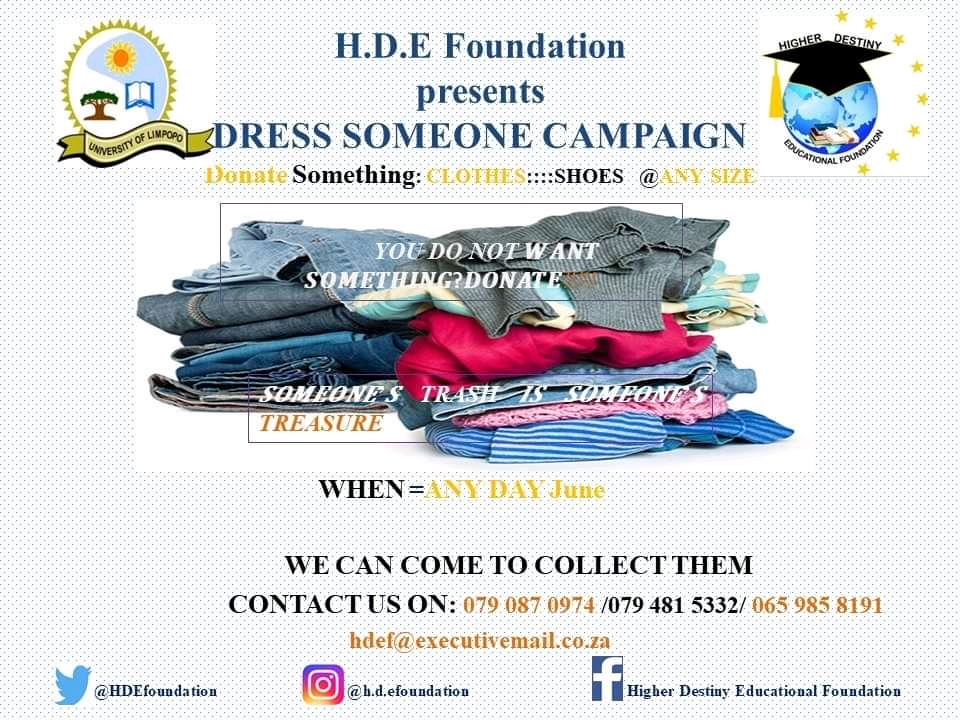 H.D.E Foundation
presents
DRESS SOMEONE CAMPAIGN
UNIVERSITY OF LIMPOPO
HIGHER DESTINY
EDUCATIONAL FOUNDATION
Donate Something: CLOTHES::::SHOES @ANY SIZE
YOU DO NOT WANT
SOMETHING?DONATE
SOMEONE'S TRASH IS SOMEONE'S
TREASURE
WHEN =ANY DAY June
WE CAN COME TO COLLECT THEM
CONTACT US ON: 079 087 0974 /079 481 5332/ 065 985 8191
hdef@executivemail.co.za
@HDEfoundation @h.d.efoundation Higher Destiny Educational Foundation